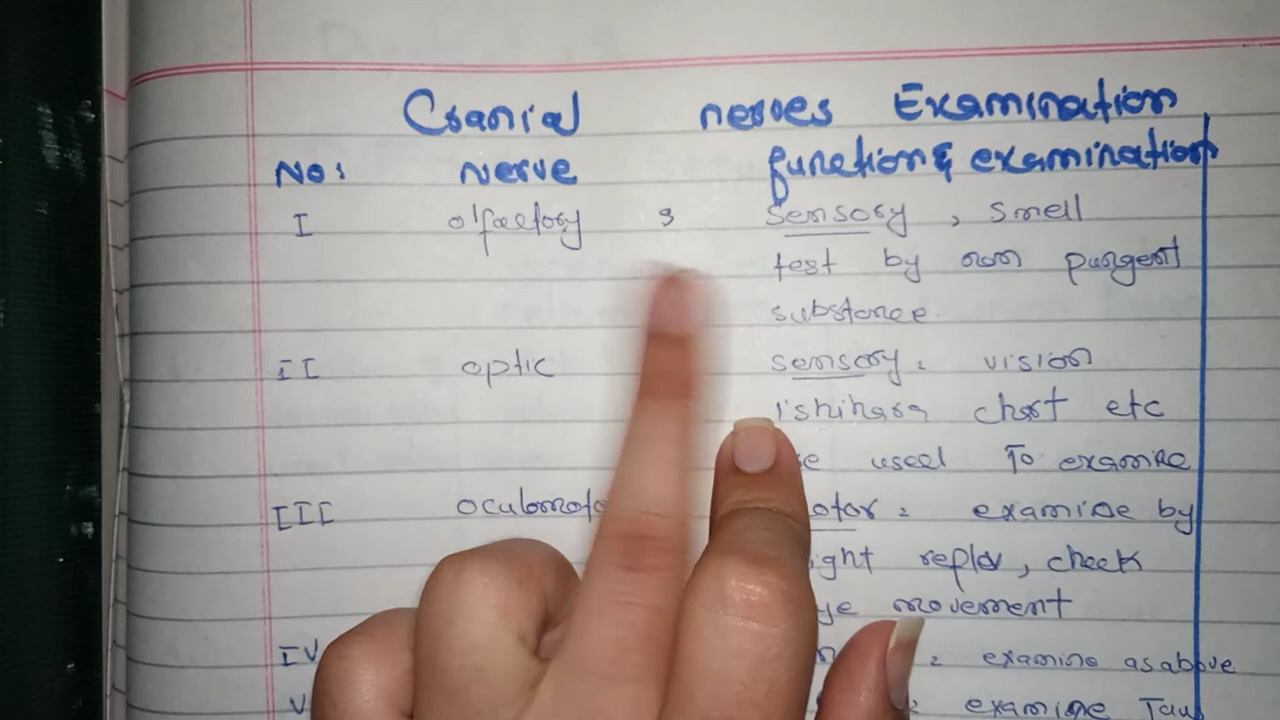 Cranial nerves Examination
No: nerve function & examination
I olfactory , sensory , smell
test by non pungent
substance.
II optic sensory : vision
ishihara chart etc
used To examine
III oculomoto otor : examine by
ight reflex, check
ye movement
IV : examine as above
V : examine